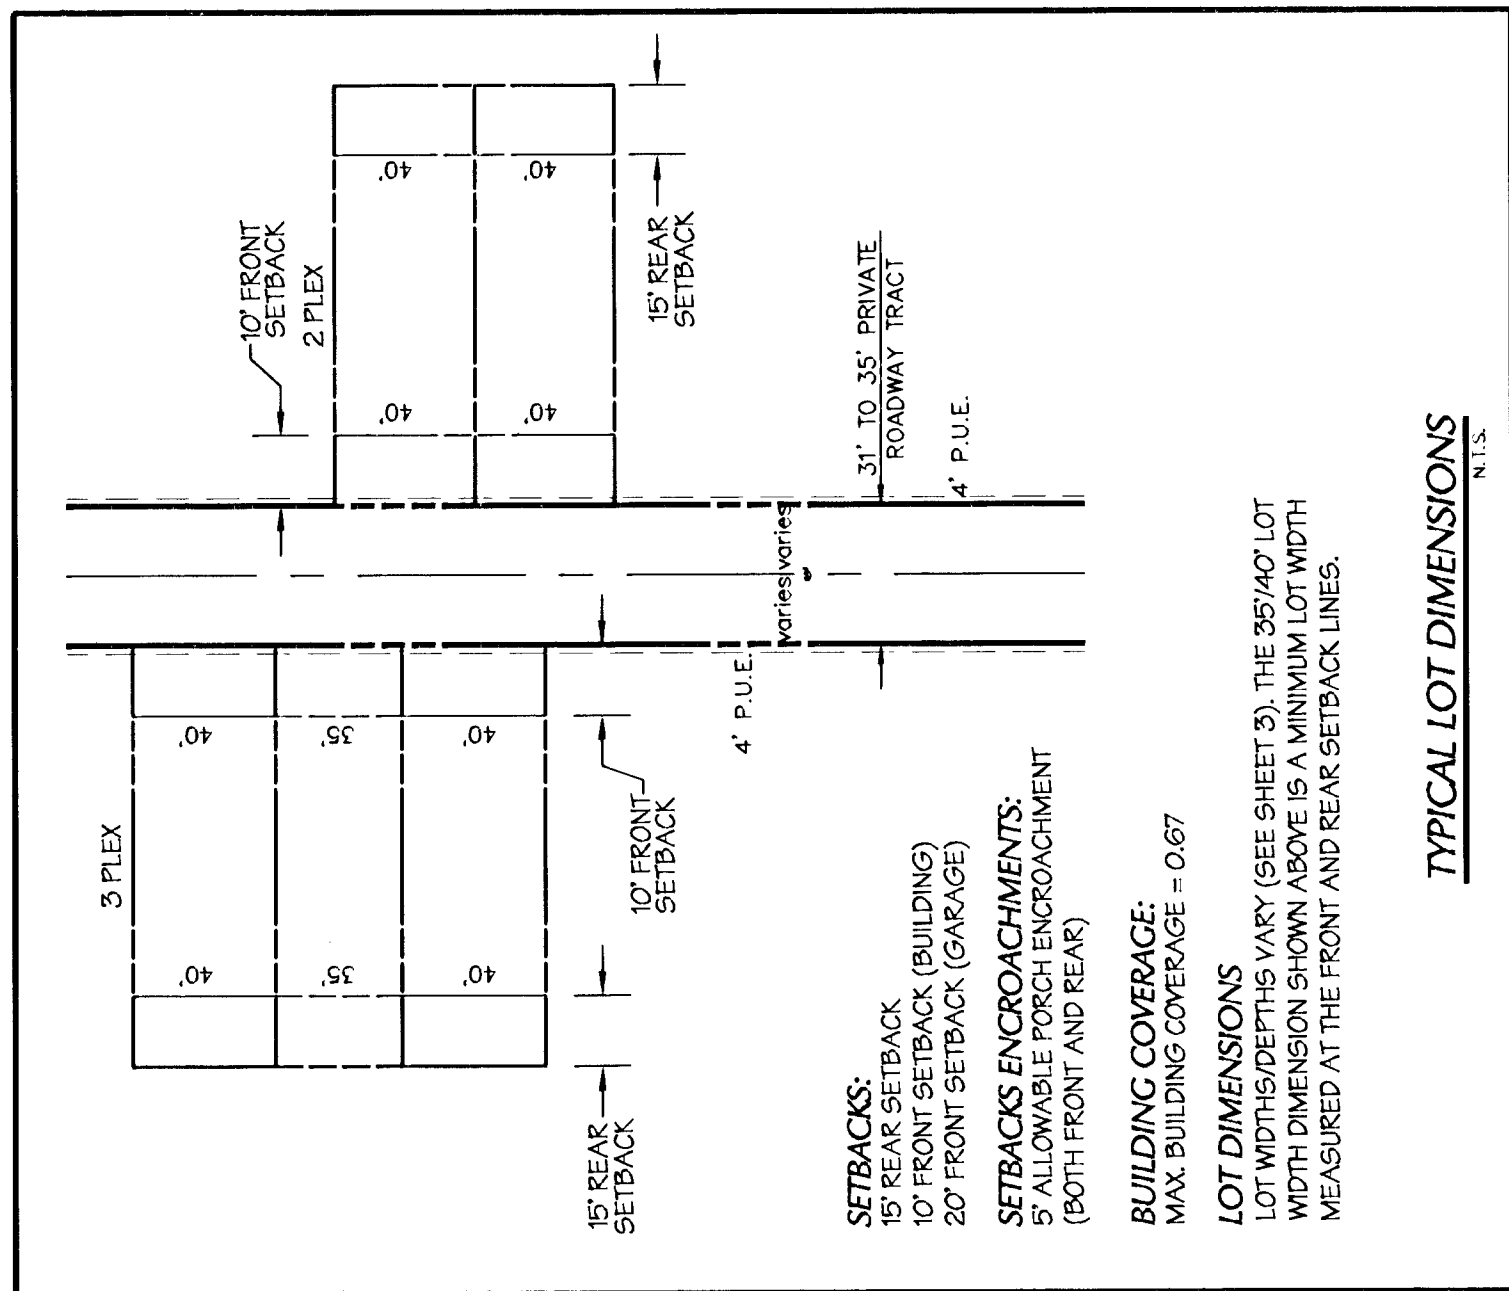 3 PLEX
40'
35'
40'
40'
35'
40'
15' REAR
SETBACK
10' FRONT
SETBACK
10' FRONT
SETBACK
2 PLEX
40'
40'
40'
40'
15' REAR
SETBACK
4' P.U.E.
varies varies
31' TO 35' PRIVATE
ROADWAY TRACT
4' P.U.E.
SETBACKS:
15' REAR SETBACK
10' FRONT SETBACK (BUILDING)
20' FRONT SETBACK (GARAGE)
SETBACKS ENCROACHMENTS:
5' ALLOWABLE PORCH ENCROACHMENT
(BOTH FRONT AND REAR)
BUILDING COVERAGE:
MAX. BUILDING COVERAGE = 0.67
LOT DIMENSIONS
LOT WIDTHS/DEPTHS VARY (SEE SHEET 3). THE 35'/40' LOT
WIDTH DIMENSION SHOWN ABOVE IS A MINIMUM LOT WIDTH
MEASURED AT THE FRONT AND REAR SETBACK LINES.
TYPICAL LOT DIMENSIONS
N.T.S.